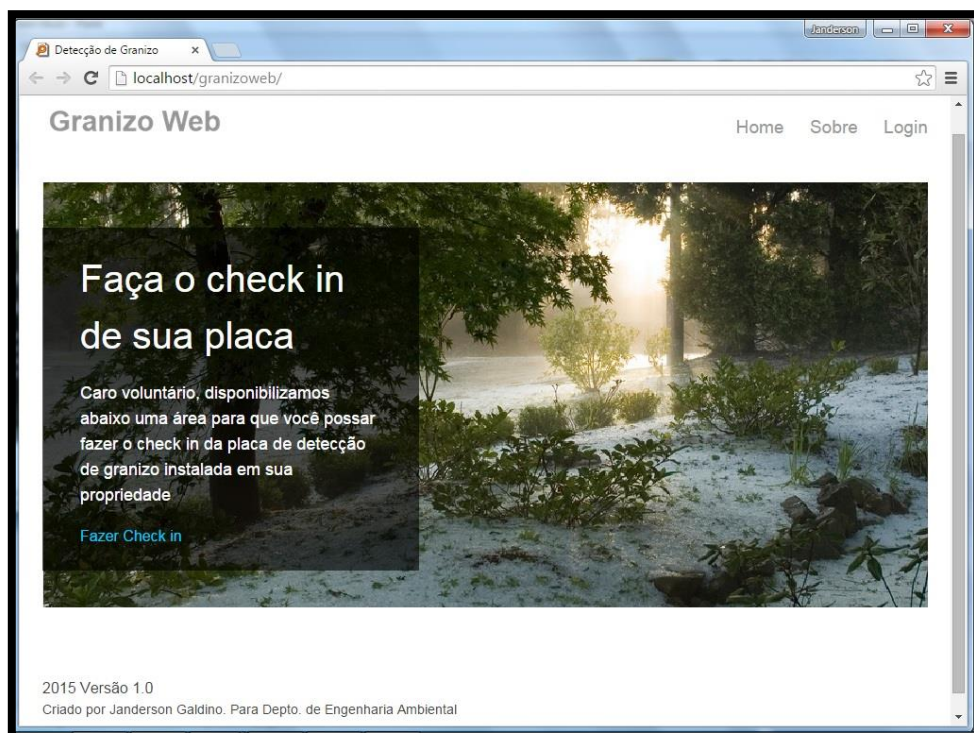 Janderson
Detecção de Granizo
localhost/granizoweb/
Granizo Web
Home Sobre Login
Faça o check in
de sua placa
Caro voluntário, disponibilizamos
abaixo uma área para que você possar
fazer o check in da placa de detecção
de granizo instalada em sua
propriedade
Fazer Check in
2015 Versão 1.0
Criado por Janderson Galdino. Para Depto. de Engenharia Ambiental